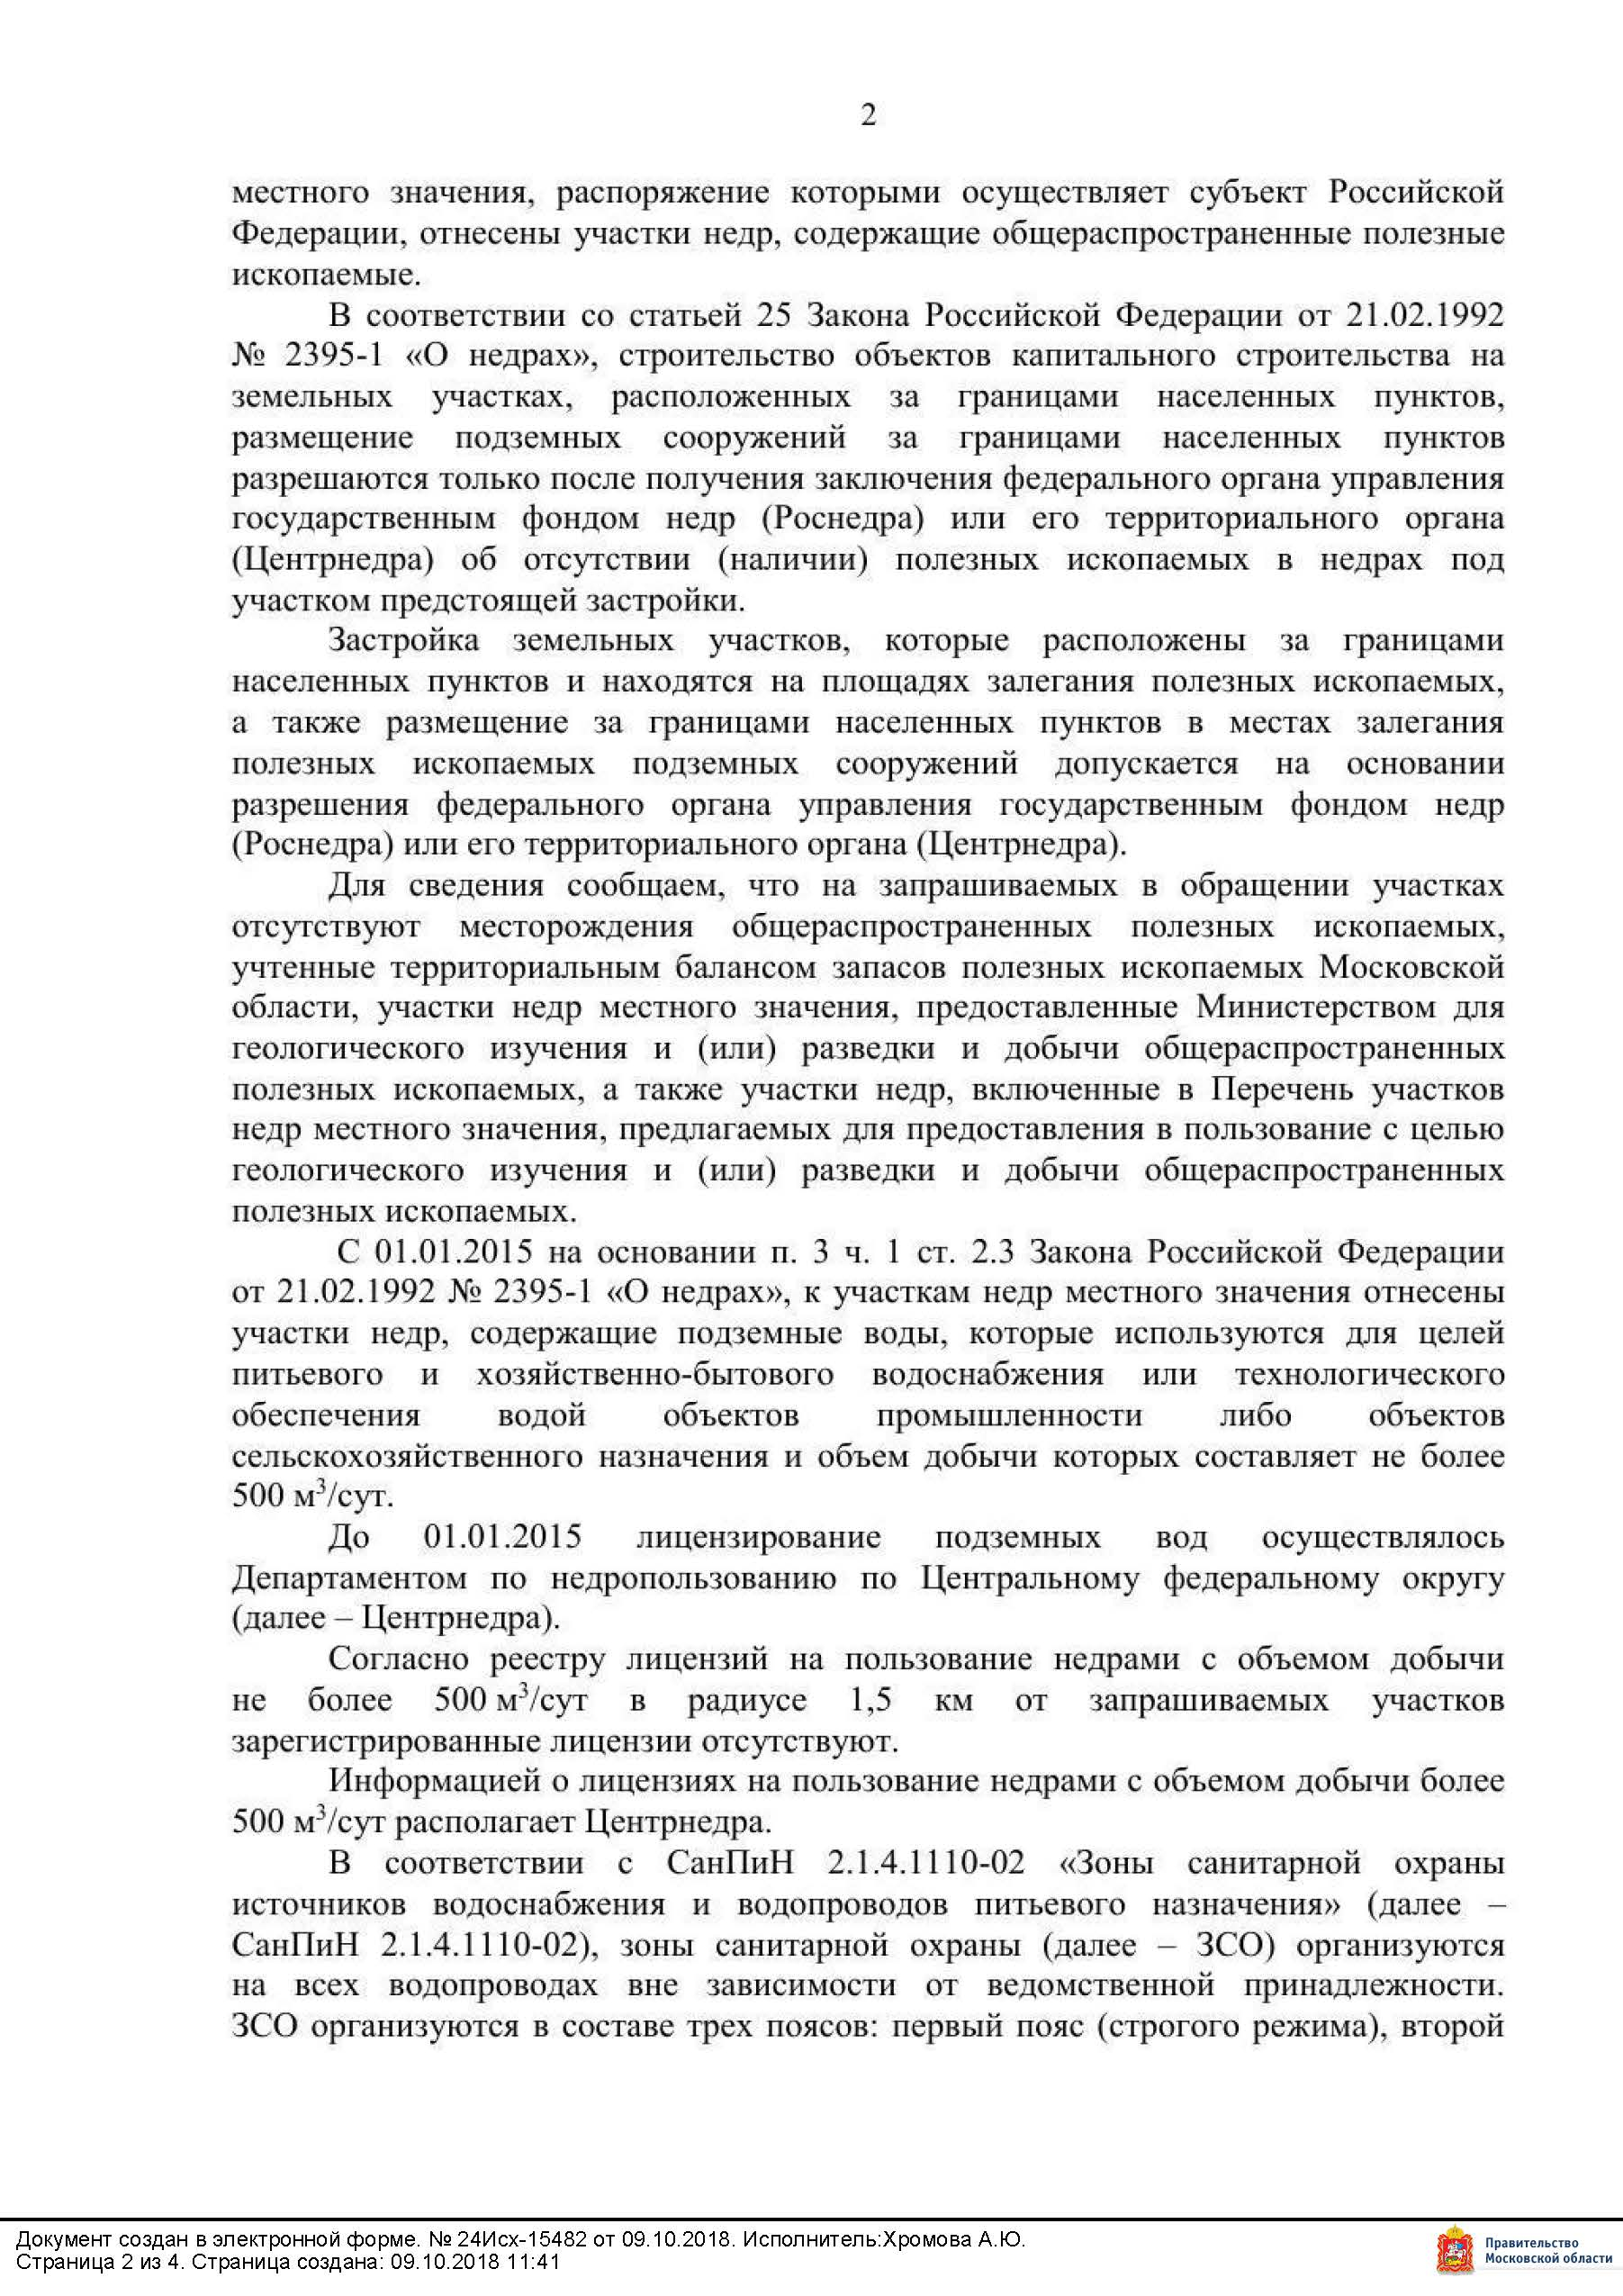 2
местного значения, распоряжение которыми осуществляет субъект Российской
Федерации, отнесены участки недр, содержащие общераспространенные полезные
ископаемые.
В соответствии со статьей 25 Закона Российской Федерации от 21.02.1992
№ 2395-1 «О недрах», строительство объектов капитального строительства на
земельных участках, расположенных за границами населенных пунктов,
размещение подземных сооружений за границами населенных пунктов
разрешаются только после получения заключения федерального органа управления
государственным фондом недр (Роснедра) или его территориального органа
(Центрнедра) об отсутствии (наличии) полезных ископаемых в недрах под
участком предстоящей застройки.
Застройка земельных участков, которые расположены за границами
населенных пунктов и находятся на площадях залегания полезных ископаемых,
а также размещение за границами населенных пунктов в местах залегания
полезных ископаемых подземных сооружений допускается на основании
разрешения федерального органа управления государственным фондом недр
(Роснедра) или его территориального органа (Центрнедра).
Для сведения сообщаем, что на запрашиваемых в обращении участках
отсутствуют месторождения общераспространенных полезных ископаемых,
учтенные территориальным балансом запасов полезных ископаемых Московской
области, участки недр местного значения, предоставленные Министерством для
геологического изучения и (или) разведки и добычи общераспространенных
полезных ископаемых, а также участки недр, включенные в Перечень участков
недр местного значения, предлагаемых для предоставления в пользование с целью
геологического изучения и (или) разведки и добычи общераспространенных
полезных ископаемых.
С 01.01.2015 на основании п. 3 ч. 1 ст. 2.3 Закона Российской Федерации
от 21.02.1992 № 2395-1 «О недрах», к участкам недр местного значения отнесены
участки недр, содержащие подземные воды, которые используются для целей
питьевого и хозяйственно-бытового водоснабжения или технологического
обеспечения водой объектов промышленности либо объектов
сельскохозяйственного назначения и объем добычи которых составляет не более
500 м³/сут.
До 01.01.2015 лицензирование подземных вод осуществлялось
Департаментом по недропользованию по Центральному федеральному округу
(далее – Центрнедра).
Согласно реестру лицензий на пользование недрами с объемом добычи
не более 500 м³/сут в радиусе 1,5 км от запрашиваемых участков
зарегистрированные лицензии отсутствуют.
Информацией о лицензиях на пользование недрами с объемом добычи более
500 м³/сут располагает Центрнедра.
В соответствии с СанПиН 2.1.4.1110-02 «Зоны санитарной охраны
источников водоснабжения и водопроводов питьевого назначения» (далее –
СанПиН 2.1.4.1110-02), зоны санитарной охраны (далее – ЗСО) организуются
на всех водопроводах вне зависимости от ведомственной принадлежности.
ЗСО организуются в составе трех поясов: первый пояс (строгого режима), второй
Документ создан в электронной форме. № 24Исх-15482 от 09.10.2018. Исполнитель:Хромова А.Ю.
Страница 2 из 4. Страница создана: 09.10.2018 11:41
Правительство
Московской области